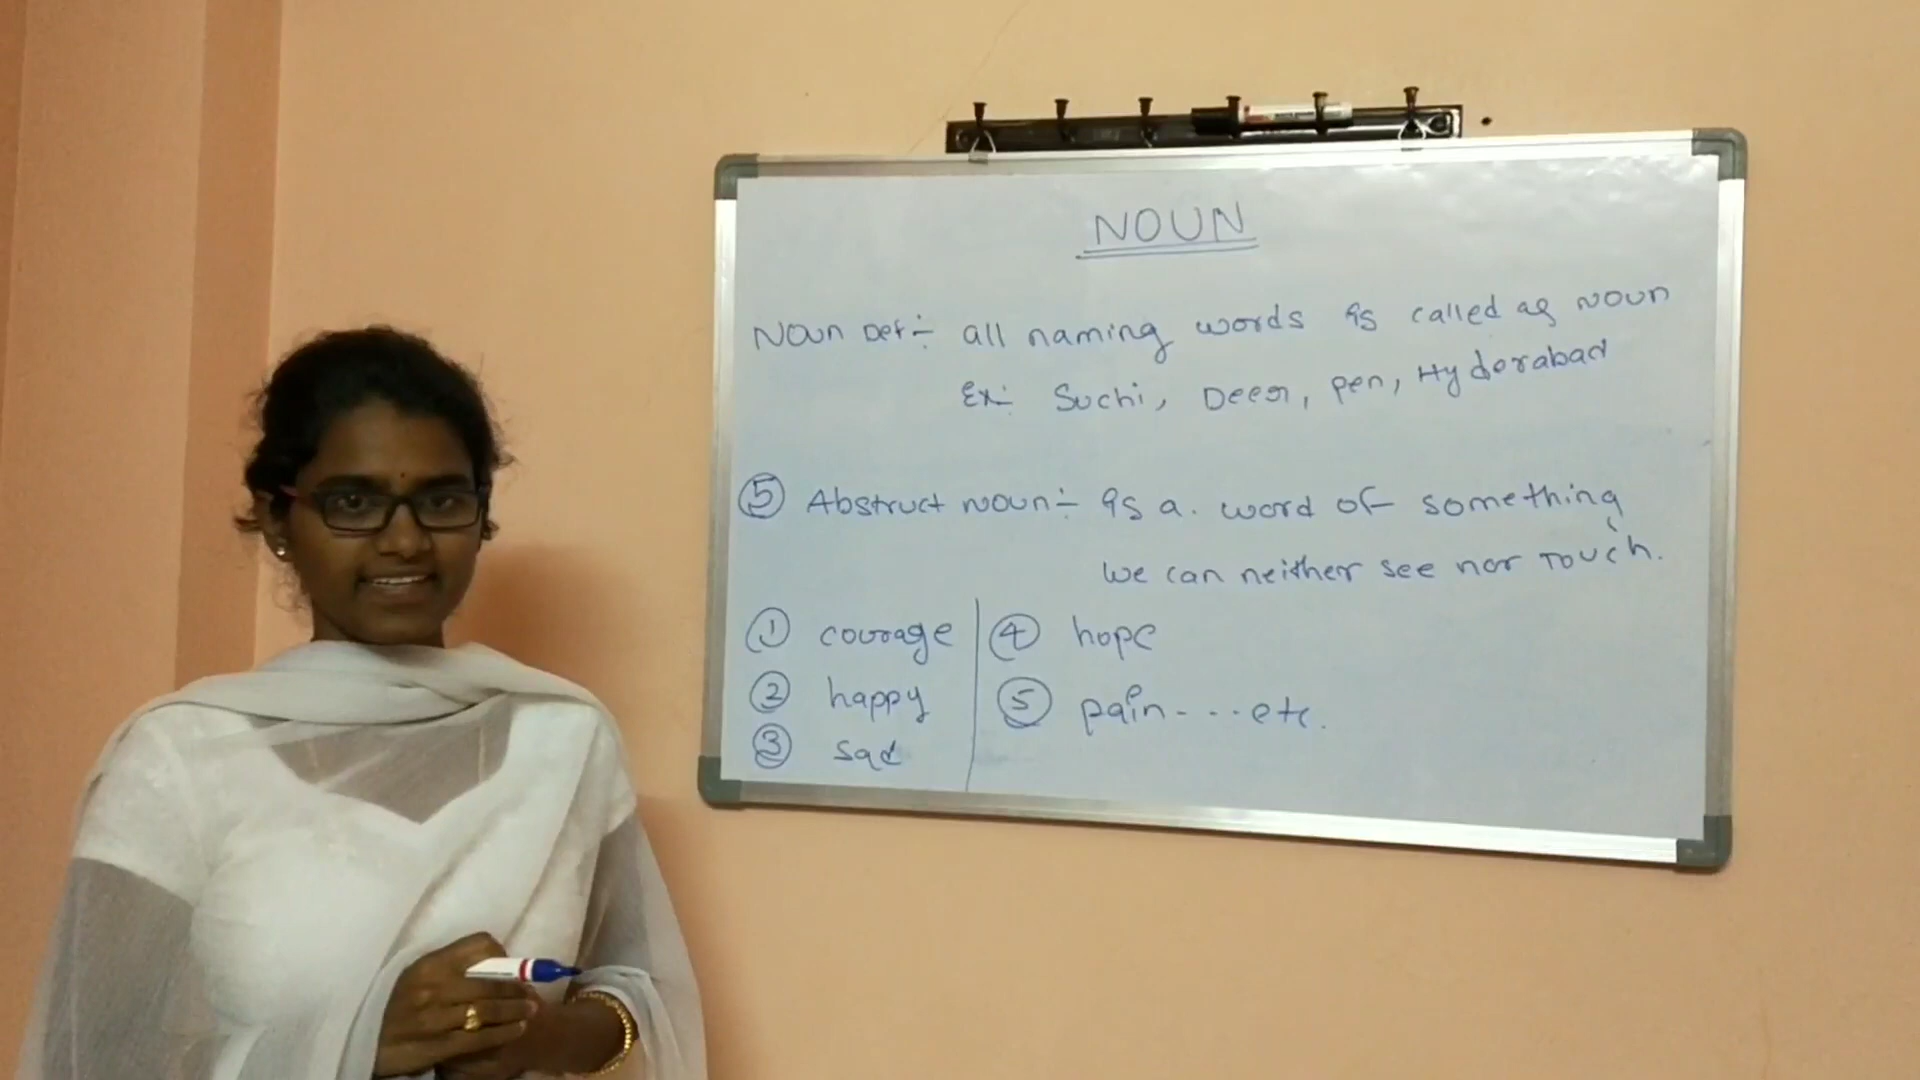 NOUN
Noun Def:- all naming words is called as noun
Ex:- Suchi, Deer, pen, Hyderabad
⑤ Abstruct noun:- is a. word of something
we can neither see nor Touch.
① courage
② happy
③ sad
④ hope
⑤ pain - - - etc.